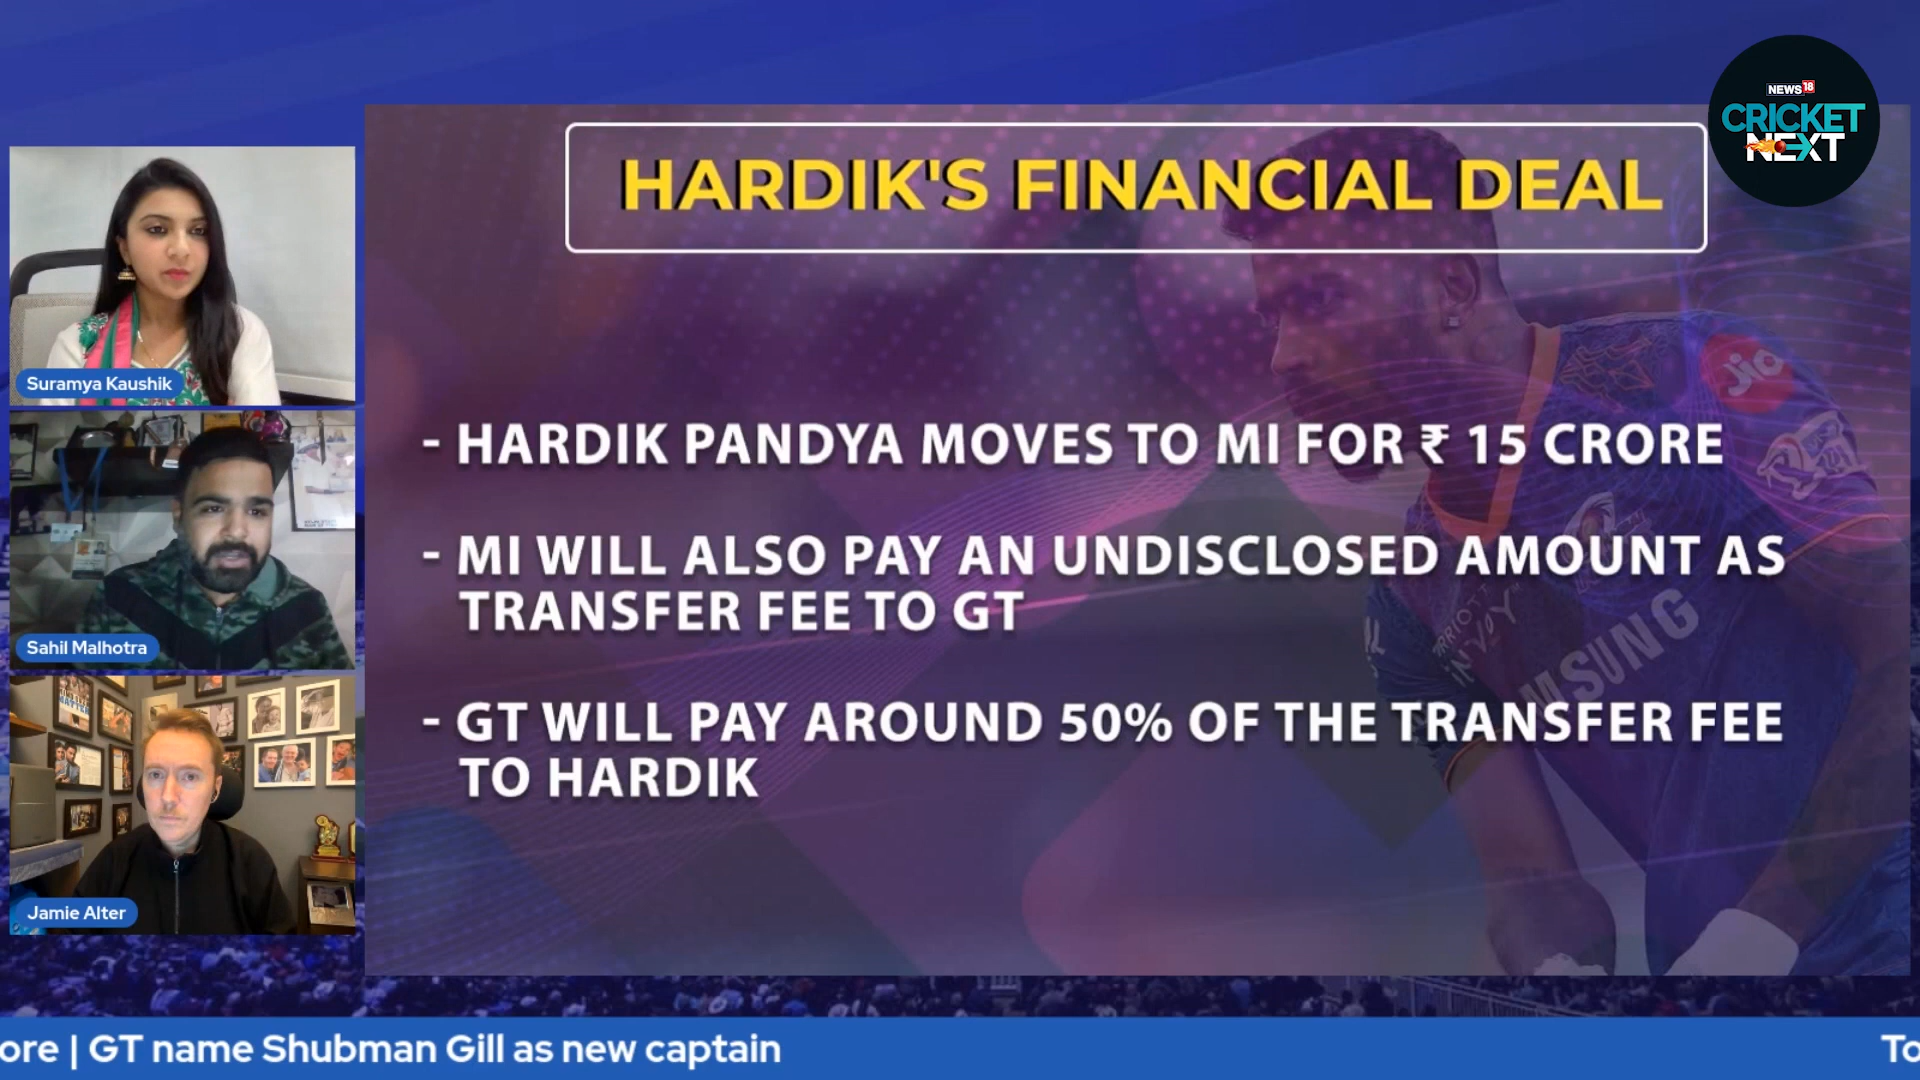 NEWS18
CRICKET
NEXT
HARDIK'S FINANCIAL DEAL
Suramya Kaushik
- HARDIK PANDYA MOVES TO MI FOR ₹ 15 CRORE
- MI WILL ALSO PAY AN UNDISCLOSED AMOUNT AS
TRANSFER FEE TO GT
Sahil Malhotra
- GT WILL PAY AROUND 50% OF THE TRANSFER FEE
TO HARDIK
Jamie Alter
jio
SAMSUNG
ore | GT name Shubman Gill as new captain
To